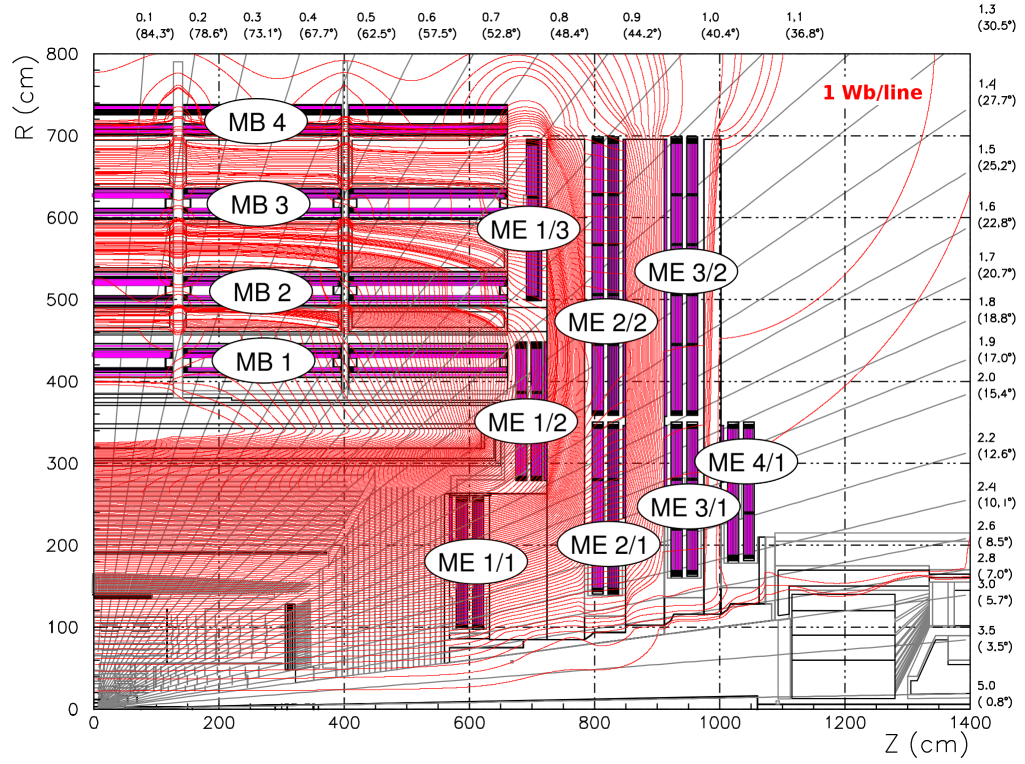 0.1 0.2 0.3 0.4 0.5 0.6 0.7 0.8 0.9 1.0 1.1 1.3
(84.3°) (78.6°) (73.1°) (67.7°) (62.5°) (57.5°) (52.8°) (48.4°) (44.2°) (40.4°) (36.8°) (30.5°)
800
1 Wb/line
1.4
(27.7°)
MB 4
700
1.5
(25.2°)
MB 3
600
1.6
(22.8°)
ME 1/3
1.7
(20.7°)
ME 3/2
MB 2
500
1.8
(18.8°)
ME 2/2
1.9
(17.0°)
MB 1
400
2.0
(15.4°)
ME 1/2
2.2
(12.6°)
300
ME 4/1
2.4
(10.1°)
ME 3/1
200
2.6
(8.5°)
ME 2/1
ME 1/1
2.8
(7.0°)
3.0
(5.7°)
100
3.5
(3.5°)
5.0
(0.8°)
0
R (cm)
0 200 400 600 800 1000 1200 1400
Z (cm)